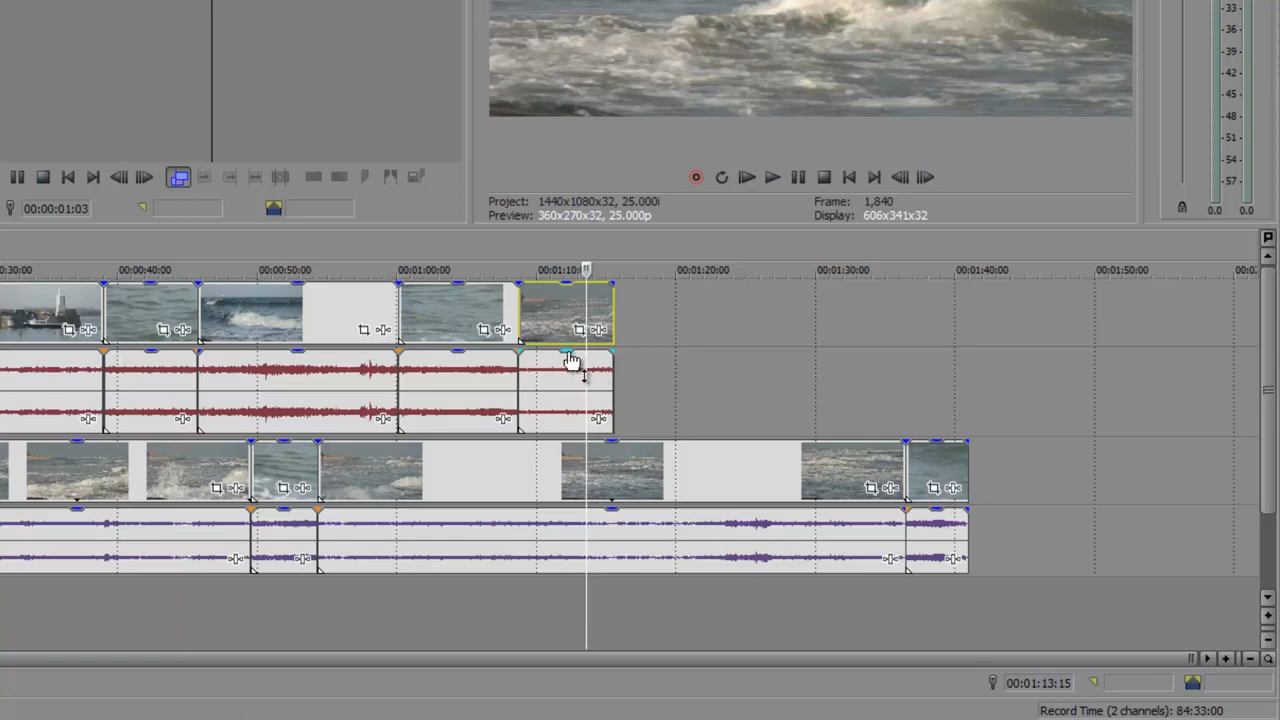 -33
-36
-39
-42
-45
-48
-51
-54
-57
00:00:01:03
Project: 1440x1080x32, 25.000i
Preview: 360x270x32, 25.000p
Frame: 1,840
Display: 606x341x32
0.0 0.0
0:30:00 00:00:40:00 00:00:50:00 00:01:00:00 00:01:10:0 00:01:20:00 00:01:30:00 00:01:40:00 00:01:50:00 00:0
00:01:13:15
Record Time (2 channels): 84:33:00